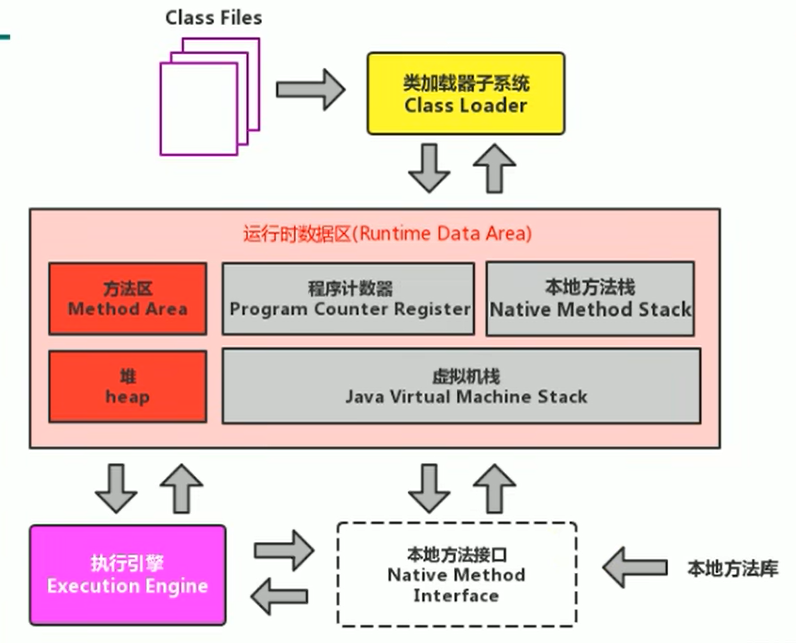 Class Files
类加载器子系统
Class Loader
运行时数据区(Runtime Data Area)
方法区
Method Area
程序计数器
Program Counter Register
本地方法栈
Native Method Stack
堆
heap
虚拟机栈
Java Virtual Machine Stack
执行引擎
Execution Engine
本地方法接口
Native Method
Interface
本地方法库